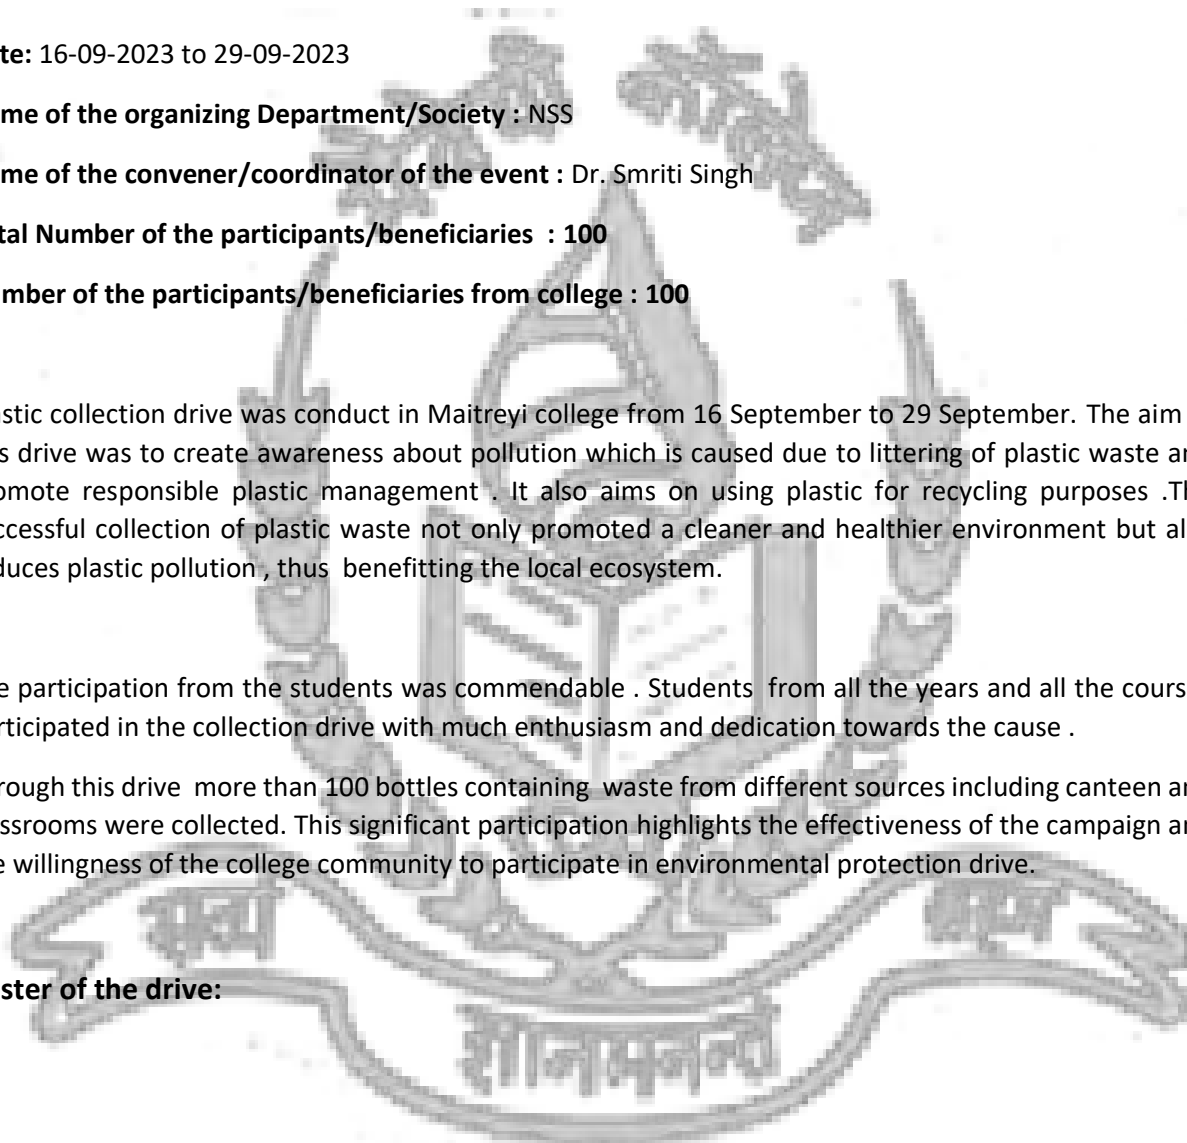 te: 16-09-2023 to 29-09-2023
me of the organizing Department/Society : NSS
me of the convener/coordinator of the event : Dr. Smriti Singh
tal Number of the participants/beneficiaries : 100
mber of the participants/beneficiaries from college : 100
astic collection drive was conduct in Maitreyi college from 16 September to 29 September. The aim
s drive was to create awareness about pollution which is caused due to littering of plastic waste an
omote responsible plastic management . It also aims on using plastic for recycling purposes .Th
ccessful collection of plastic waste not only promoted a cleaner and healthier environment but al
duces plastic pollution , thus benefitting the local ecosystem.
e participation from the students was commendable . Students from all the years and all the cours
rticipated in the collection drive with much enthusiasm and dedication towards the cause .
rough this drive more than 100 bottles containing waste from different sources including canteen an
ssrooms were collected. This significant participation highlights the effectiveness of the campaign an
e willingness of the college community to participate in environmental protection drive.
ster of the drive: